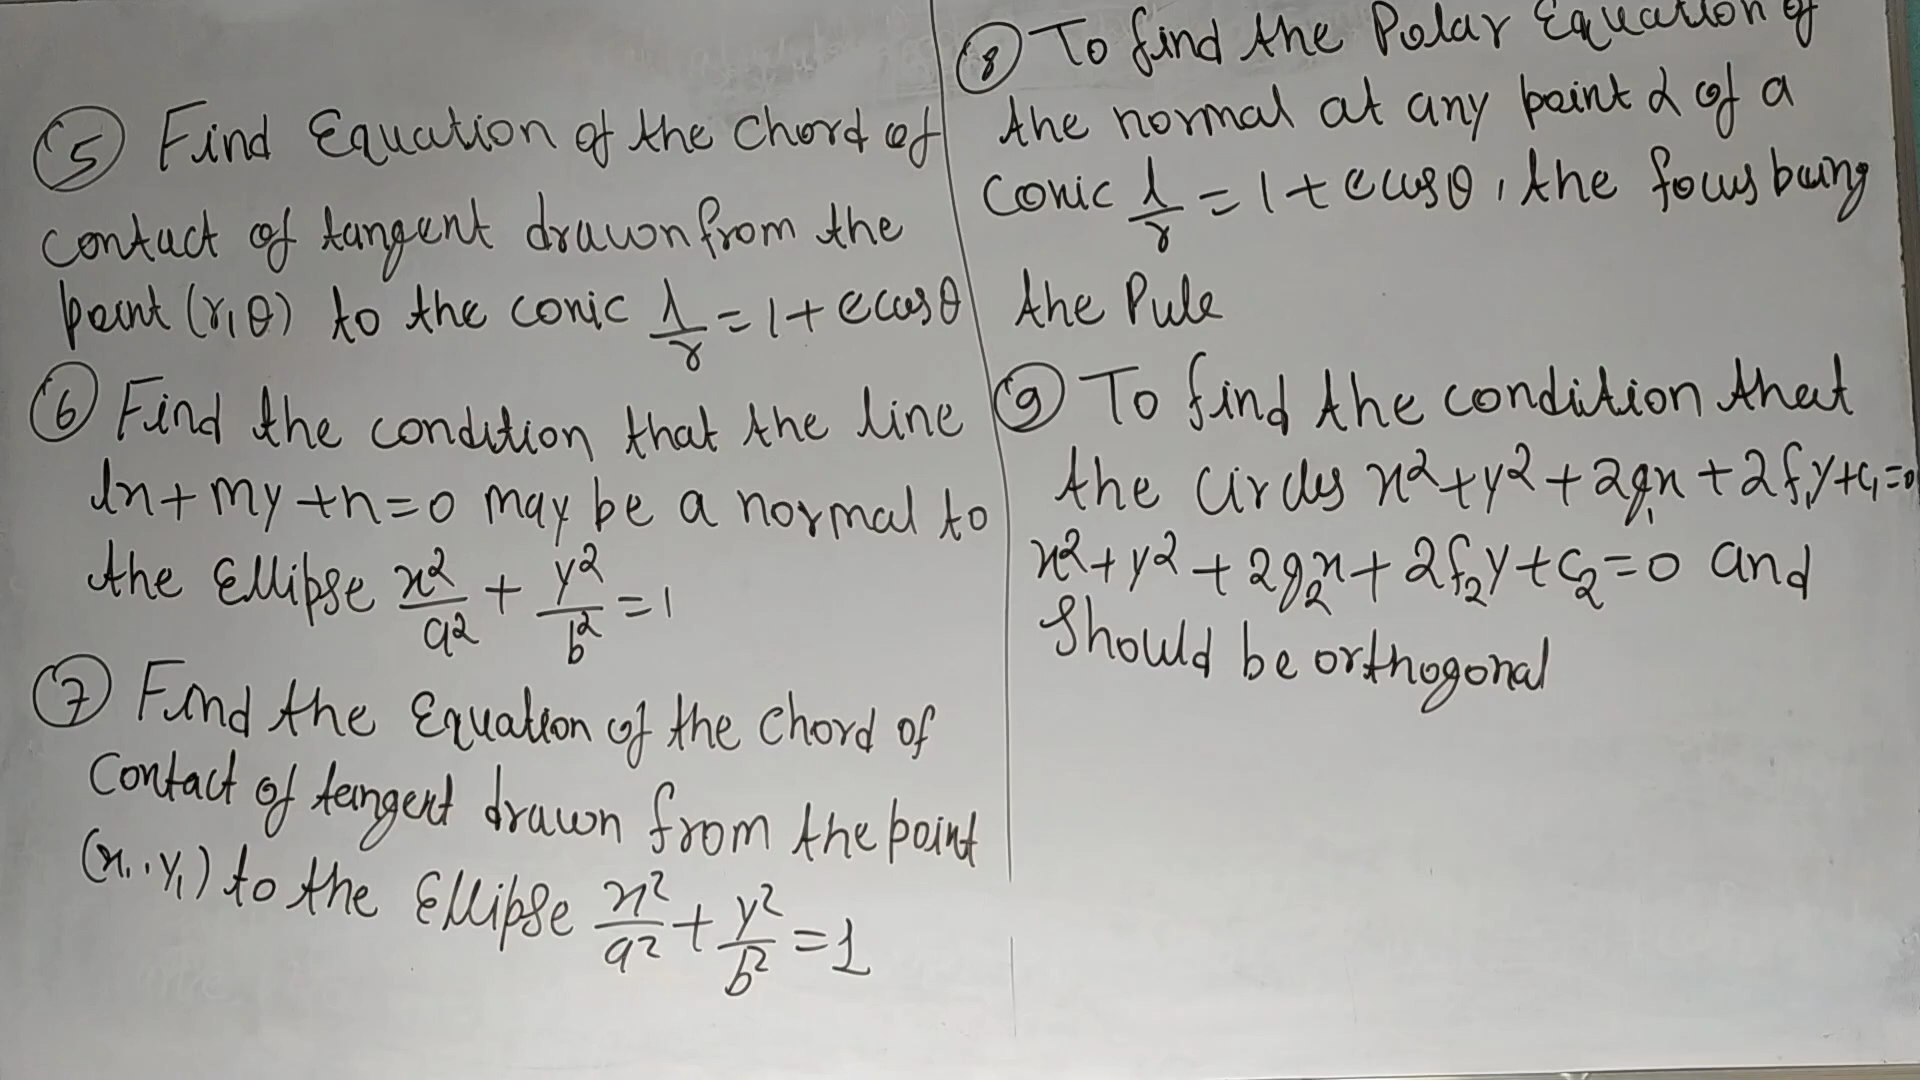 ⑤ Find Equation of the Chord of
contact of tangent drawn from the
point (r, θ) to the conic l/r = 1 + e cos θ
⑥ Find the condition that the line
lx + my + n = 0 may be a normal to
the Ellipse x²/a² + y²/b² = 1
⑦ Find the Equation of the Chord of
Contact of tangent drawn from the point
(x₁, y₁) to the Ellipse x²/a² + y²/b² = 1
⑧ To find the Polar Equation of
the normal at any point α of a
Conic l/r = 1 + e cos θ, the focus being
the Pole
⑨ To find the condition that
the Circles x² + y² + 2g₁x + 2f₁y + c₁ = 0
x² + y² + 2g₂x + 2f₂y + c₂ = 0 and
Should be orthogonal